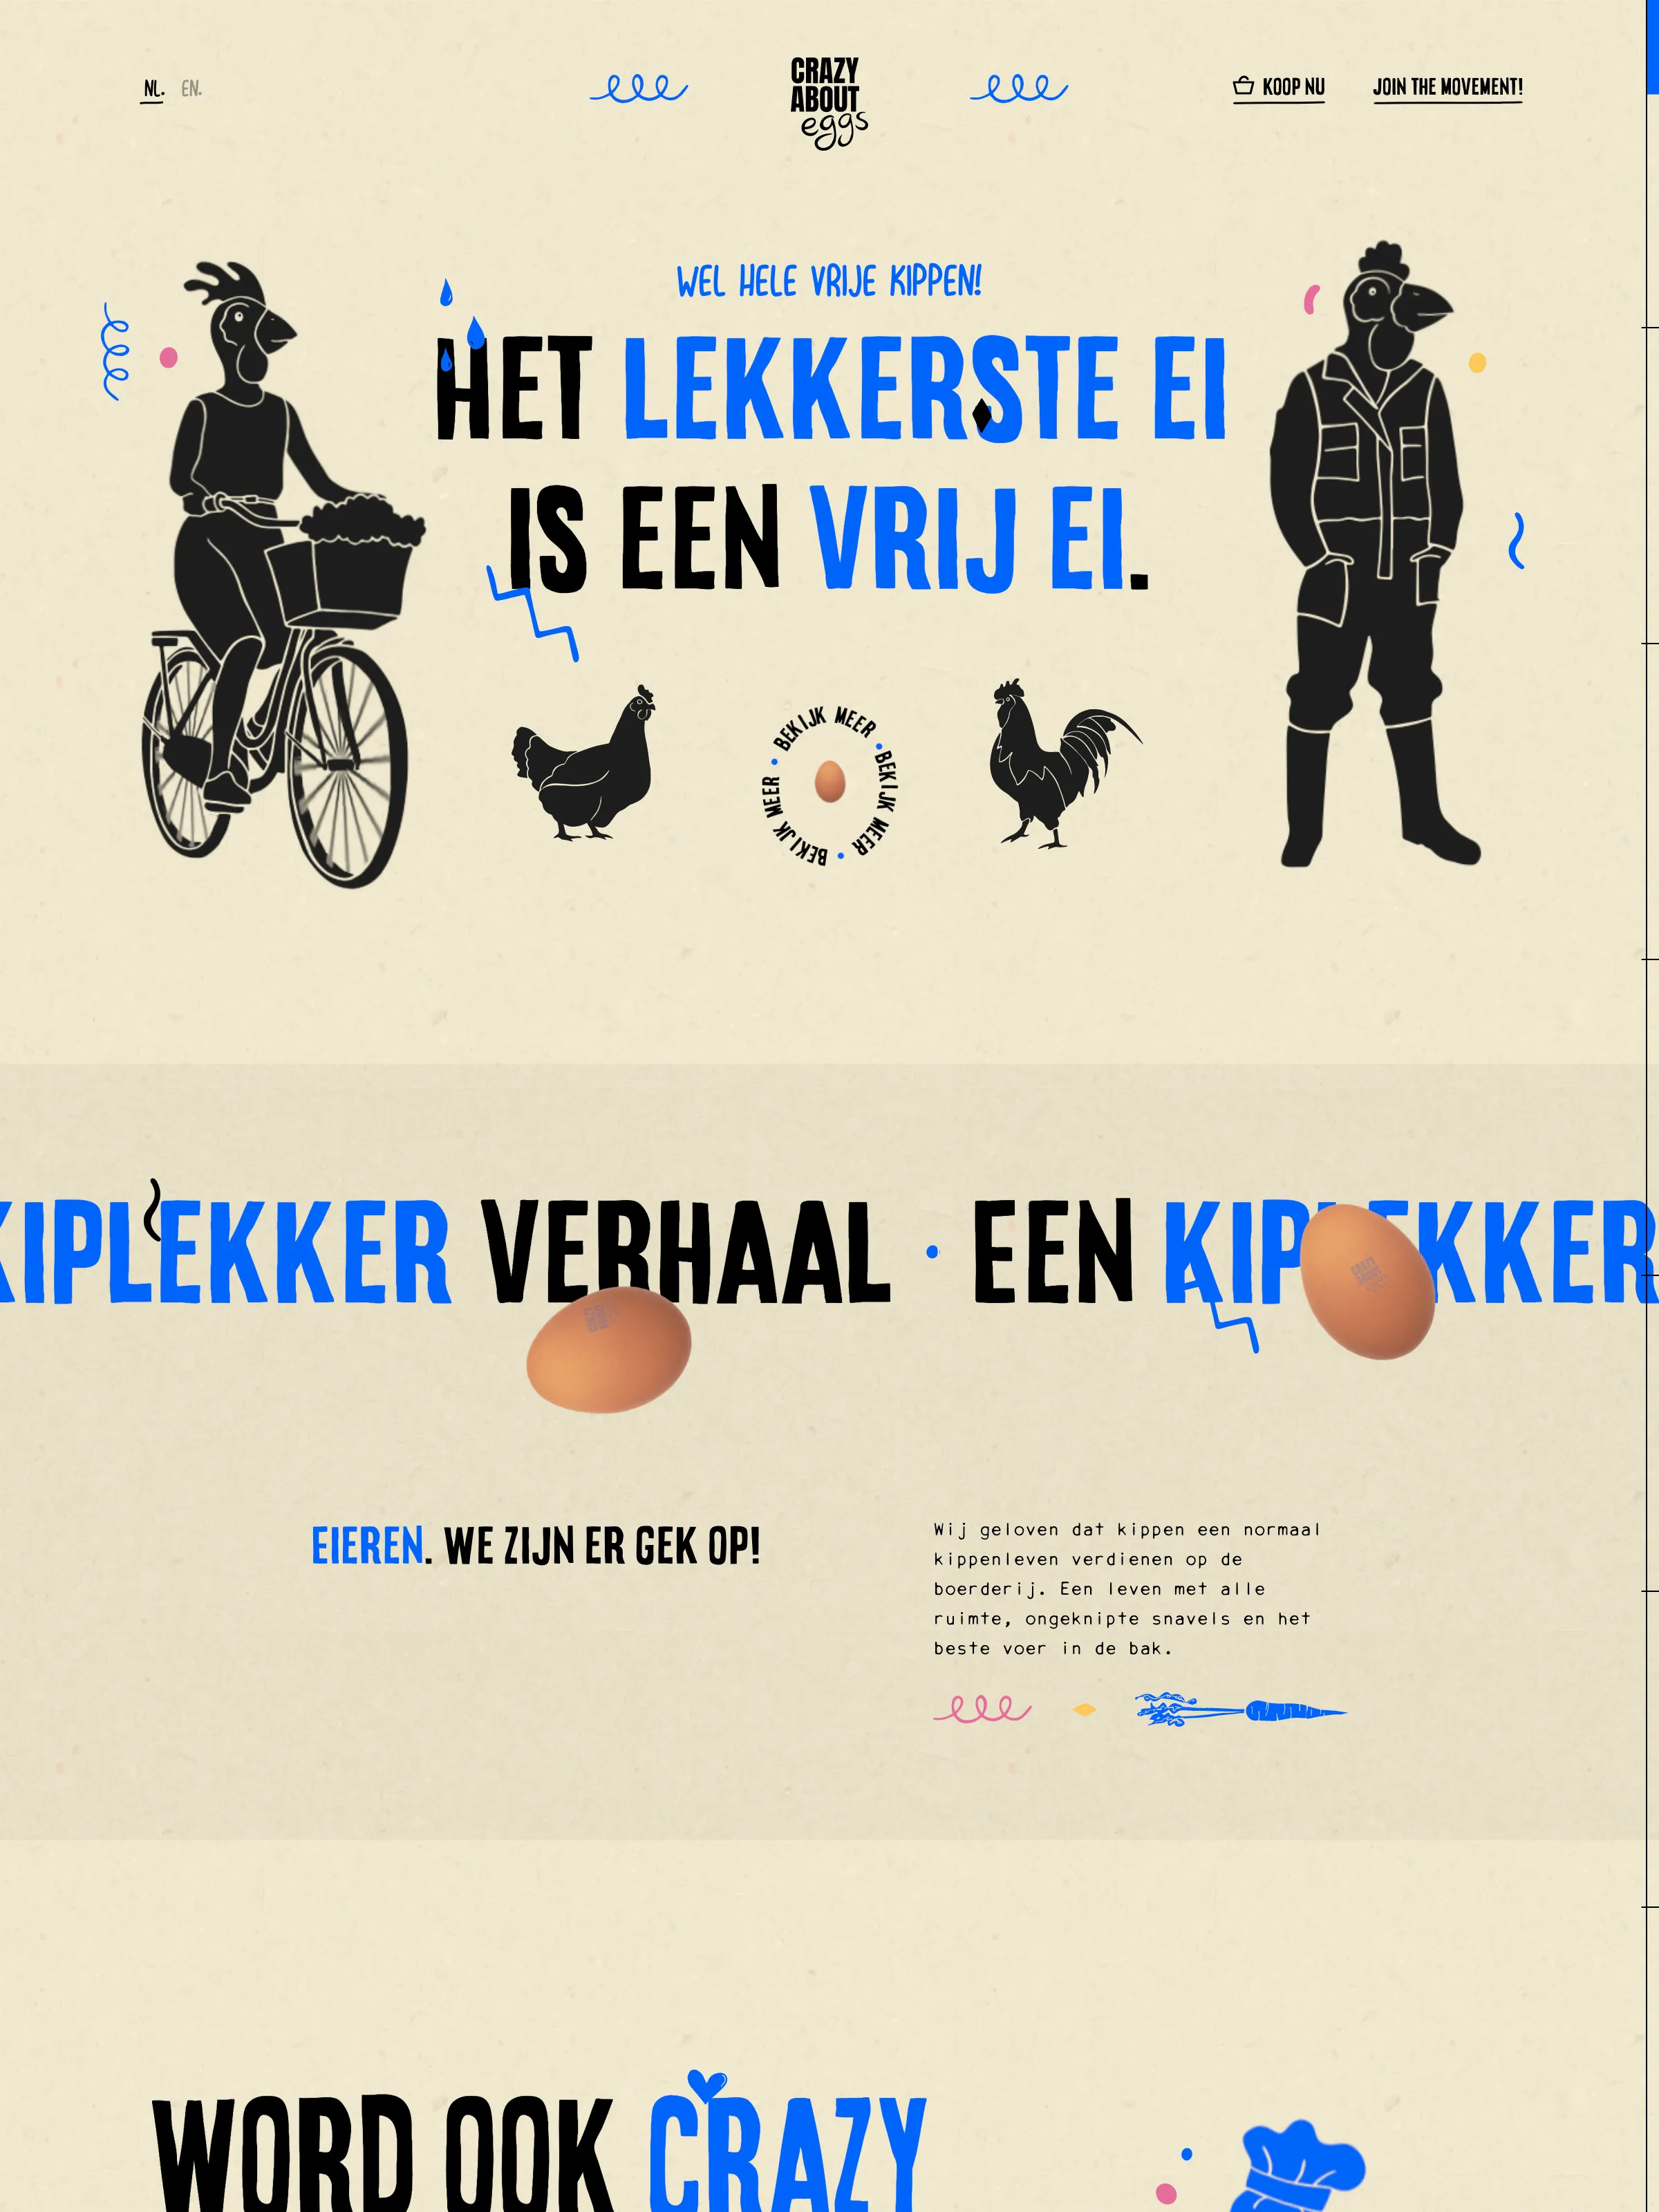 NL. EN.
CRAZY
ABOUT
eggs
KOOP NU
JOIN THE MOVEMENT!
WEL HELE VRIJE KIPPEN!
HET LEKKERSTE EI
IS EEN VRIJ EI.
BEKIJK MEER • BEKIJK MEER • BEKIJK MEER •
KIPLEKKER VERHAAL · EEN KIPLEKKER
EIEREN. WE ZIJN ER GEK OP!
Wij geloven dat kippen een normaal
kippenleven verdienen op de
boerderij. Een leven met alle
ruimte, ongeknipte snavels en het
beste voer in de bak.
WORD OOK CRAZY